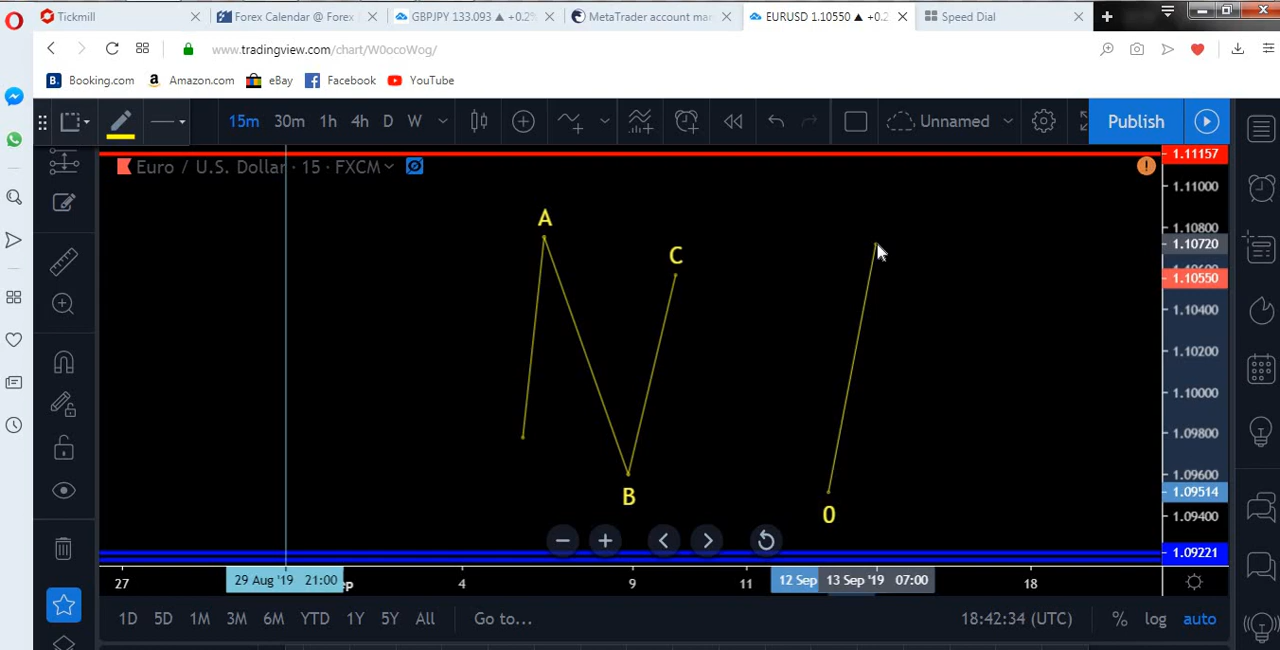 Tickmill
Forex Calendar @ Forex
GBPJPY 133.093 ▲ +0.2%
MetaTrader account mar
EURUSD 1.10550 ▲ +0.2
Speed Dial
www.tradingview.com/chart/W0ocoWog/
B. Booking.com
a Amazon.com
eBay
Facebook
YouTube
15m 30m 1h 4h D W
Unnamed
Publish
Euro / U.S. Dollar · 15 · FXCM
1.11157
1.11000
1.10800
1.10720
1.10550
1.10400
1.10200
1.10000
1.09800
1.09600
1.09514
1.09400
1.09221
A
C
B
0
27
29 Aug '19 21:00
ep
4
9
11
12 Sep
13 Sep '19 07:00
18
1D 5D 1M 3M 6M YTD 1Y 5Y All
Go to...
18:42:34 (UTC)
% log auto